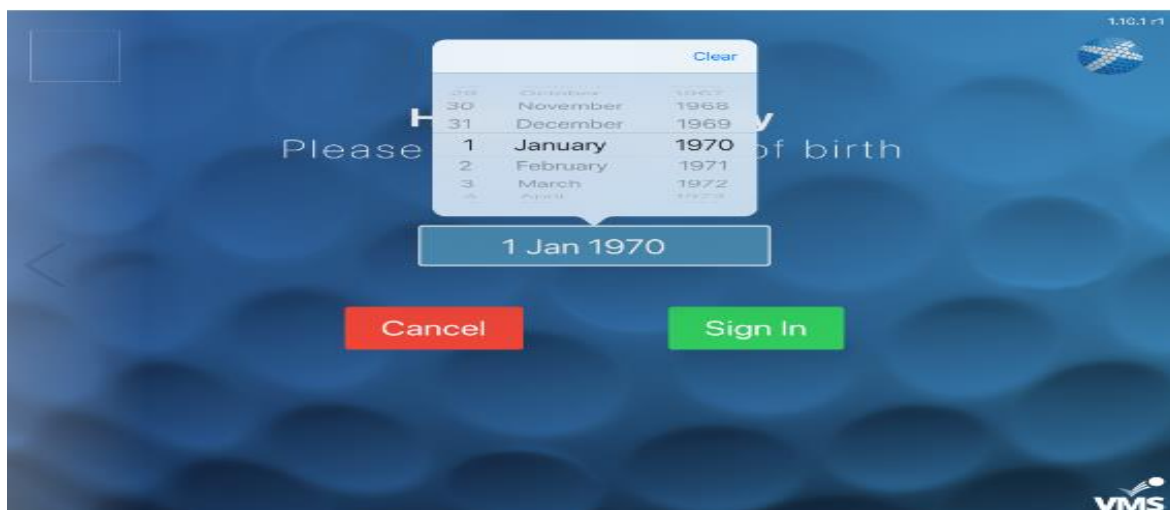 1.10.1 r1
Clear
30 November 1968
31 December 1969
1 January 1970
2 February 1971
3 March 1972
Please of birth
1 Jan 1970
Cancel Sign In
VMS